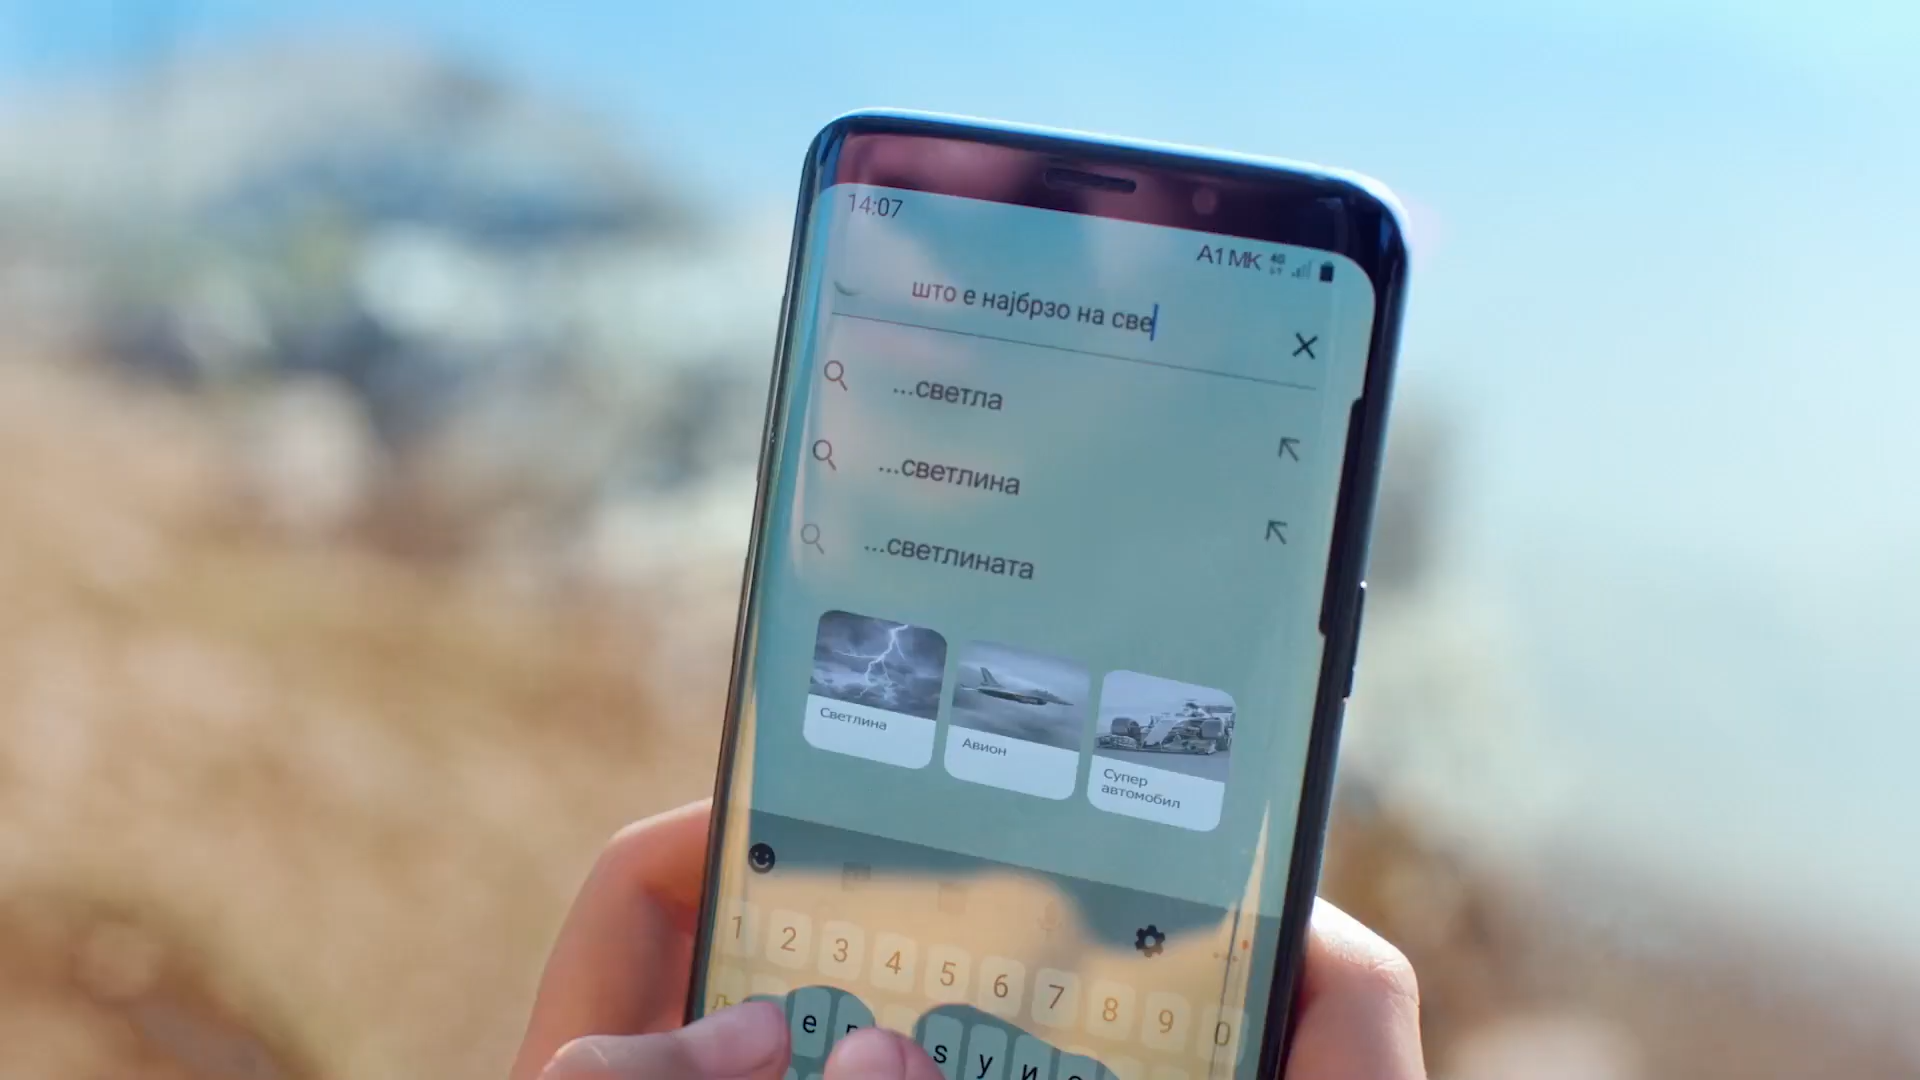 14:07
A1 MK 4G
што е најбрзо на све
...светла
...светлина
...светлината
Светлина
Авион
Супер
автомобил
1 2 3 4 5 6 7 8 9 0
Љ е р ѕ у и